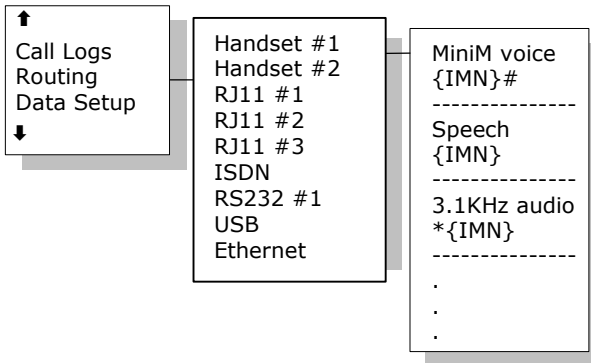 ⬆
Call Logs
Routing
Data Setup
⬇
Handset #1
Handset #2
RJ11 #1
RJ11 #2
RJ11 #3
ISDN
RS232 #1
USB
Ethernet
MiniM voice
{IMN}#
---------------
Speech
{IMN}
---------------
3.1KHz audio
*{IMN}
---------------
.
.
.